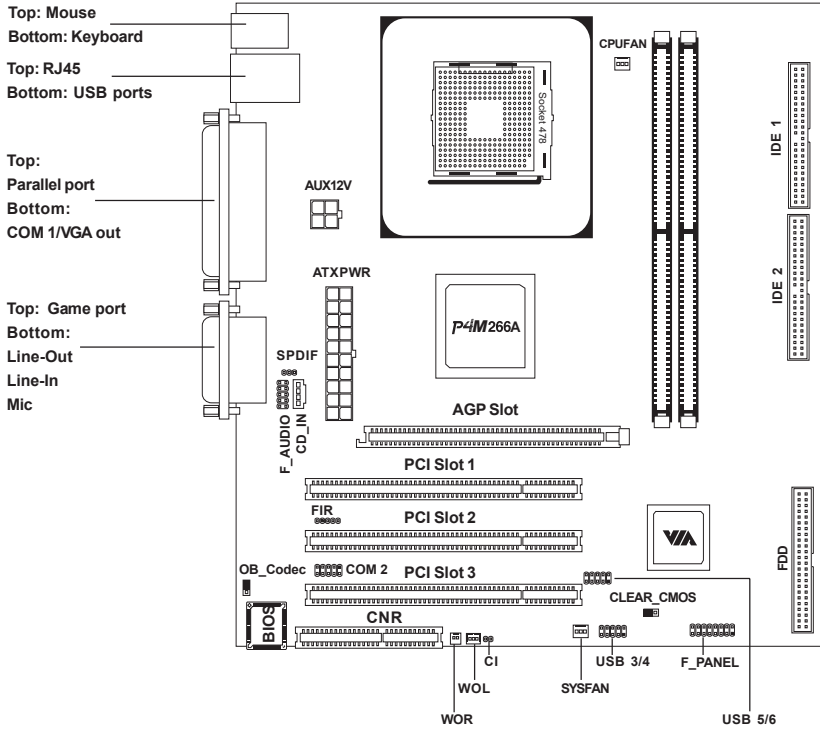 Top: Mouse
Bottom: Keyboard
Top: RJ45
Bottom: USB ports
Top:
Parallel port
Bottom:
COM 1/VGA out
Top: Game port
Bottom:
Line-Out
Line-In
Mic
CPUFAN
Socket 478
IDE 1
IDE 2
AUX12V
ATXPWR
P4M266A
SPDIF
F_AUDIO
CD_IN
AGP Slot
PCI Slot 1
FIR
PCI Slot 2
VIA
FDD
OB_Codec
COM 2
PCI Slot 3
CLEAR_CMOS
BIOS
CNR
CI
USB 3/4
F_PANEL
WOL
SYSFAN
WOR
USB 5/6